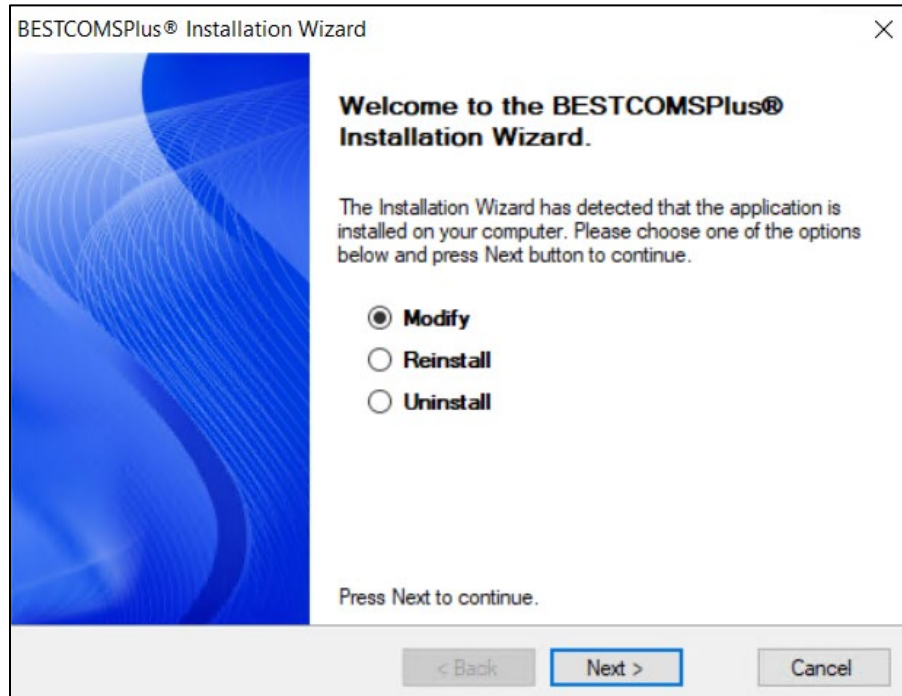 BESTCOMSPlus® Installation Wizard
Welcome to the BESTCOMSPlus®
Installation Wizard.
The Installation Wizard has detected that the application is
installed on your computer. Please choose one of the options
below and press Next button to continue.
Modify
Reinstall
Uninstall
Press Next to continue.
< Back Next > Cancel